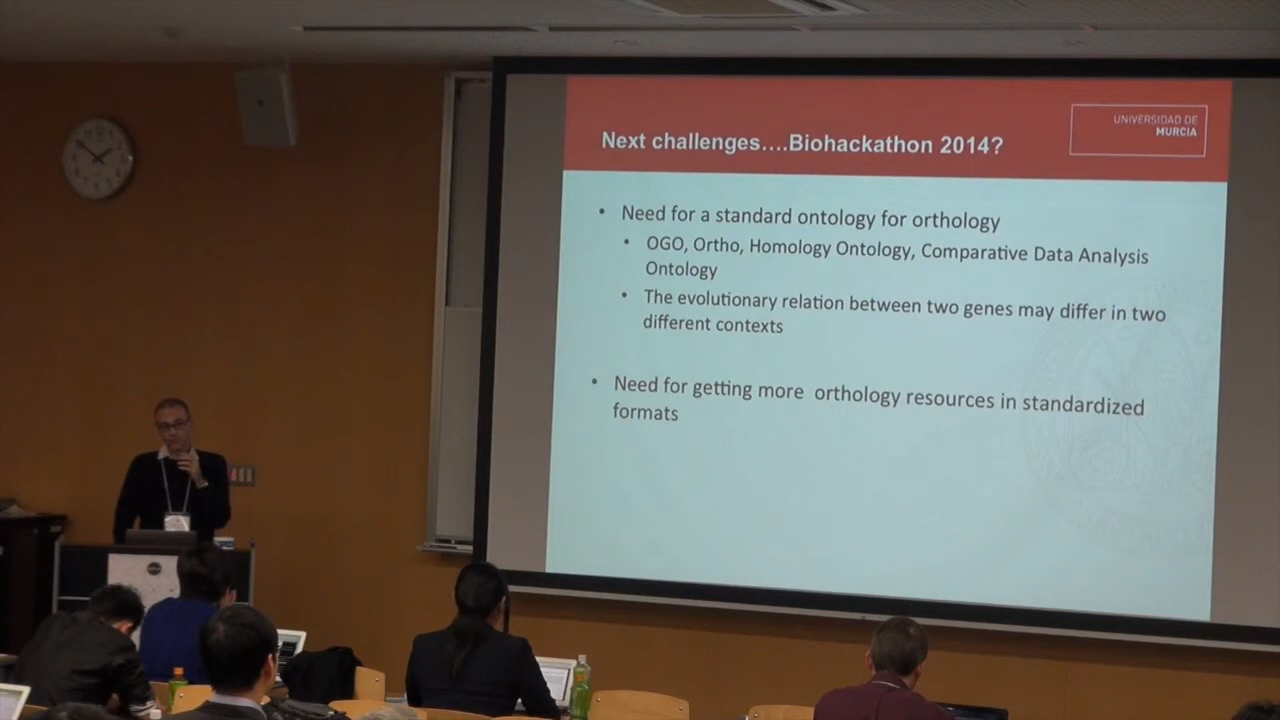 UNIVERSIDAD DE
MURCIA
Next challenges....Biohackathon 2014?
• Need for a standard ontology for orthology
• OGO, Ortho, Homology Ontology, Comparative Data Analysis
Ontology
• The evolutionary relation between two genes may differ in two
different contexts
• Need for getting more orthology resources in standardized
formats